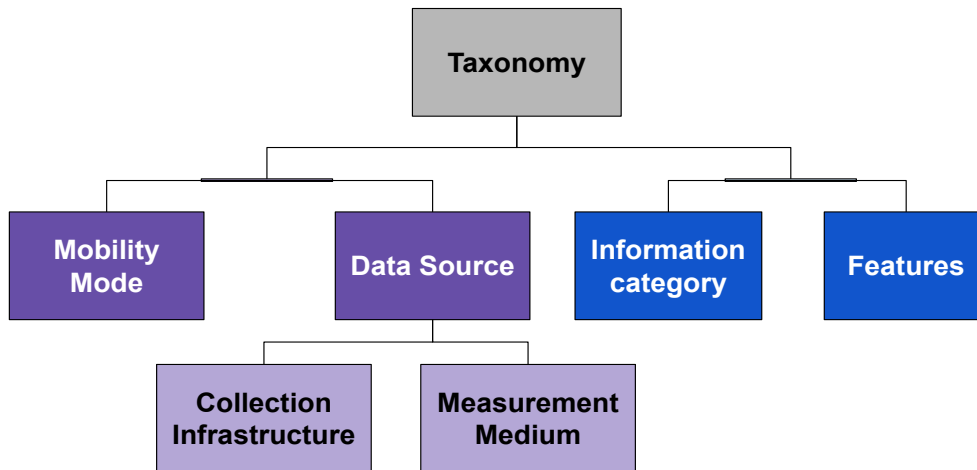 Taxonomy
Mobility
Mode
Data Source
Information
category
Features
Collection
Infrastructure
Measurement
Medium